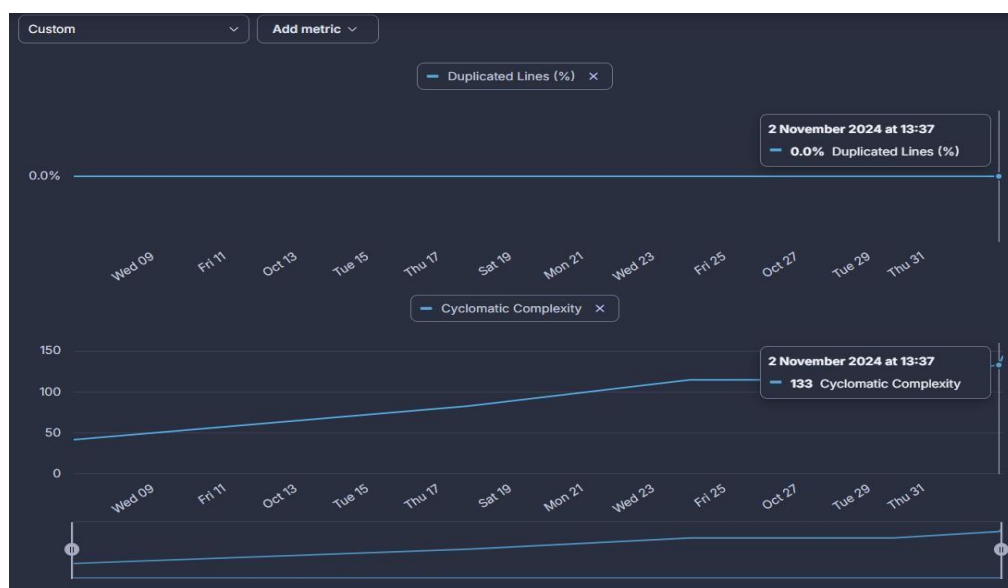 Custom
Add metric
Duplicated Lines (%) ×
2 November 2024 at 13:37
0.0% Duplicated Lines (%)
0.0%
Wed 09 Fri 11 Oct 13 Tue 15 Thu 17 Sat 19 Mon 21 Wed 23 Fri 25 Oct 27 Tue 29 Thu 31
Cyclomatic Complexity ×
150
2 November 2024 at 13:37
133 Cyclomatic Complexity
100
50
0
Wed 09 Fri 11 Oct 13 Tue 15 Thu 17 Sat 19 Mon 21 Wed 23 Fri 25 Oct 27 Tue 29 Thu 31